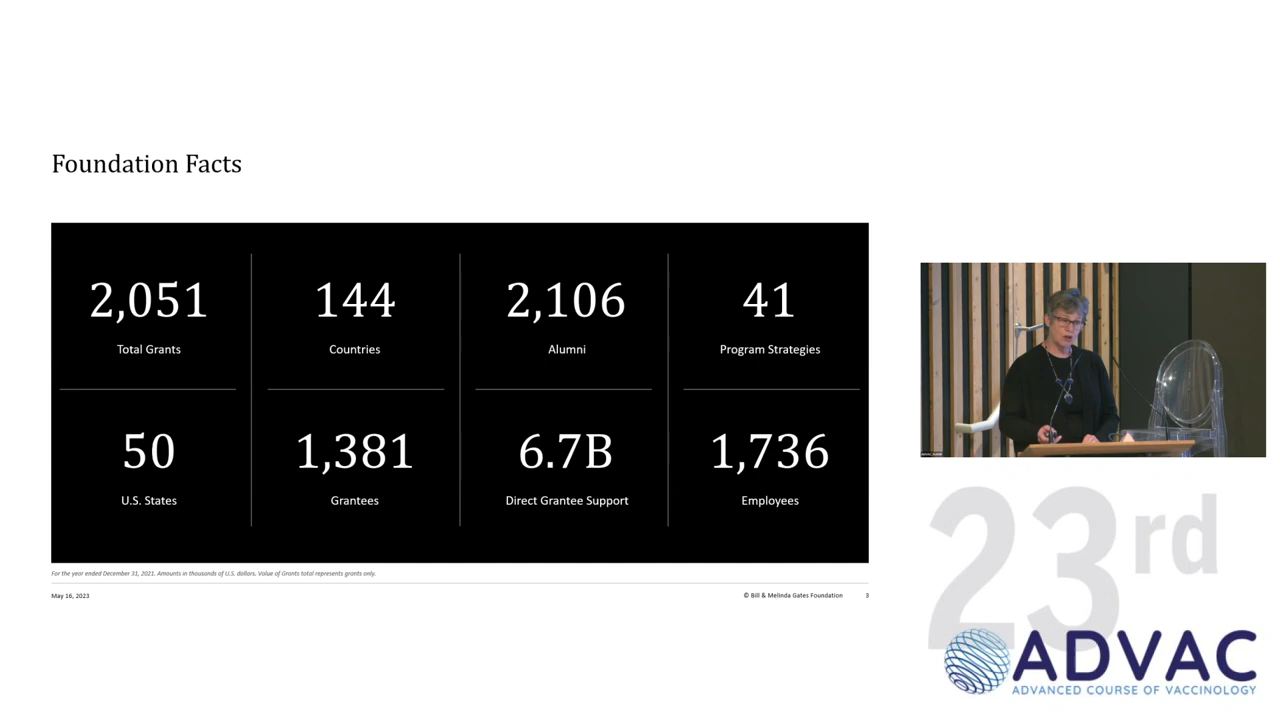 Foundation Facts
2,051
Total Grants
144
Countries
2,106
Alumni
41
Program Strategies
50
U.S. States
1,381
Grantees
6.7B
Direct Grantee Support
1,736
Employees
For the year ended December 31, 2021. Amounts in thousands of U.S. dollars. Value of Grants total represents grants only.
May 16, 2023
© Bill & Melinda Gates Foundation
3
23rd
ADVAC
ADVANCED COURSE OF VACCINOLOGY